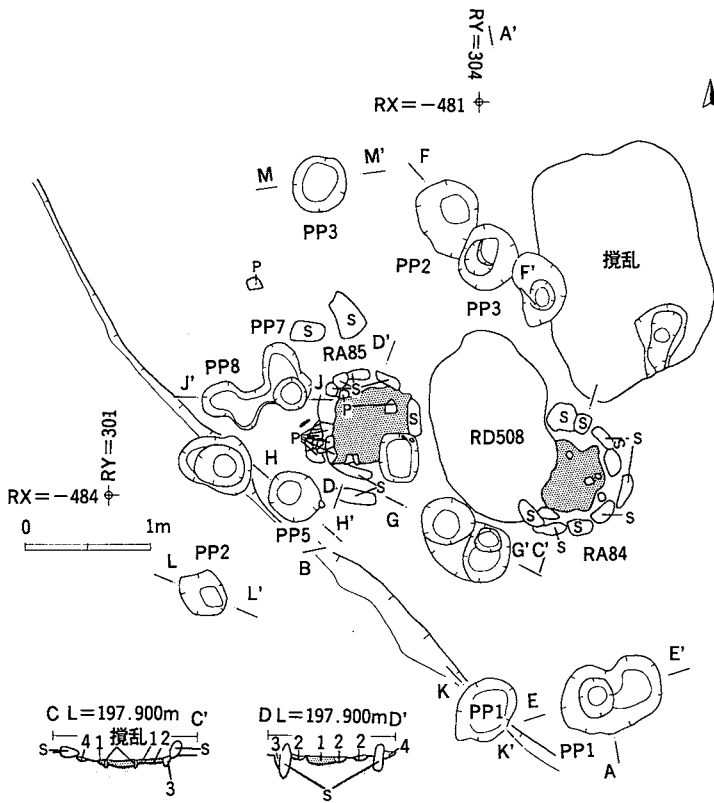 RY=304
A'
RX=-481
M
M'
F
PP3
PP2
PP3
F'
攪乱
P
PP7
S
S
RA85
D'
PP8
J'
J
S
P
S
P
RD508
S
S
S
S
RY=301
H
D
S
G
RX=-484
H'
0
1m
PP5
B
S
S
S
G'
C'
RA84
PP2
L
L'
K
PP1
E
E'
K'
PP1
A
C L=197.900m C'
S
4 1 攪乱 1 2
S
3
D L=197.900m D'
3 2 1 2 2 4
S